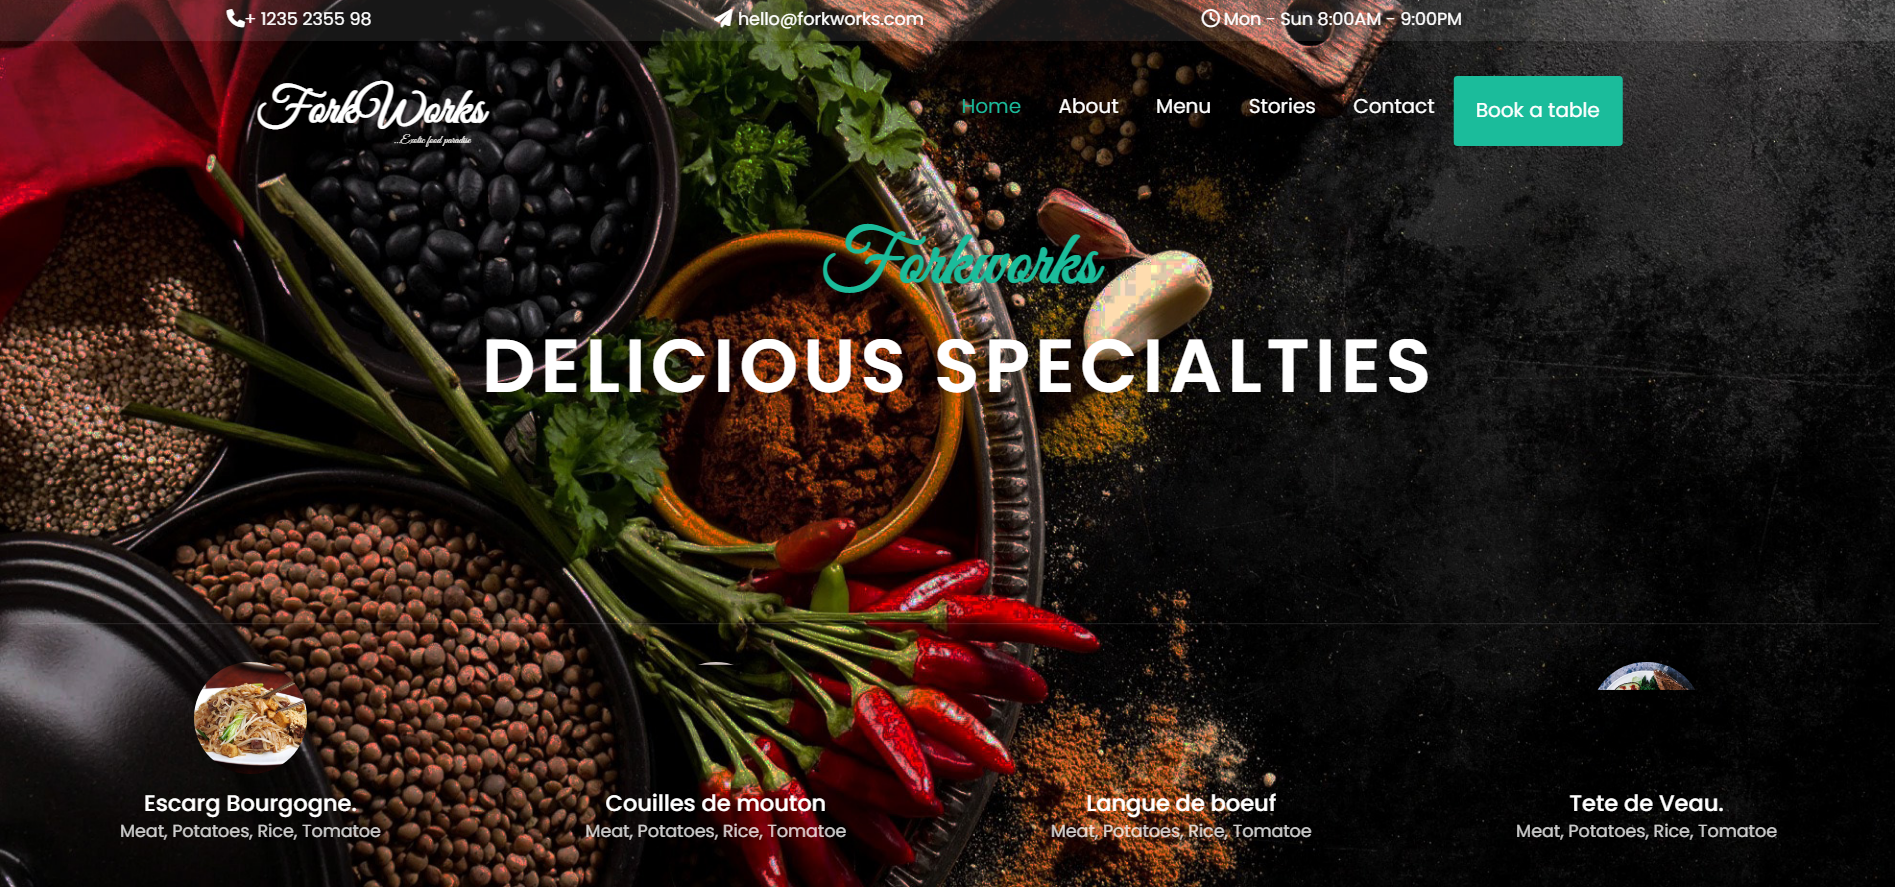 + 1235 2355 98
hello@forkworks.com
Mon - Sun 8:00AM - 9:00PM
ForkWorks
...Exotic food paradise
Home
About
Menu
Stories
Contact
Book a table
Forkworks
DELICIOUS SPECIALTIES
Escarg Bourgogne.
Meat, Potatoes, Rice, Tomatoe
Couilles de mouton
Meat, Potatoes, Rice, Tomatoe
Langue de boeuf
Meat, Potatoes, Rice, Tomatoe
Tete de Veau.
Meat, Potatoes, Rice, Tomatoe